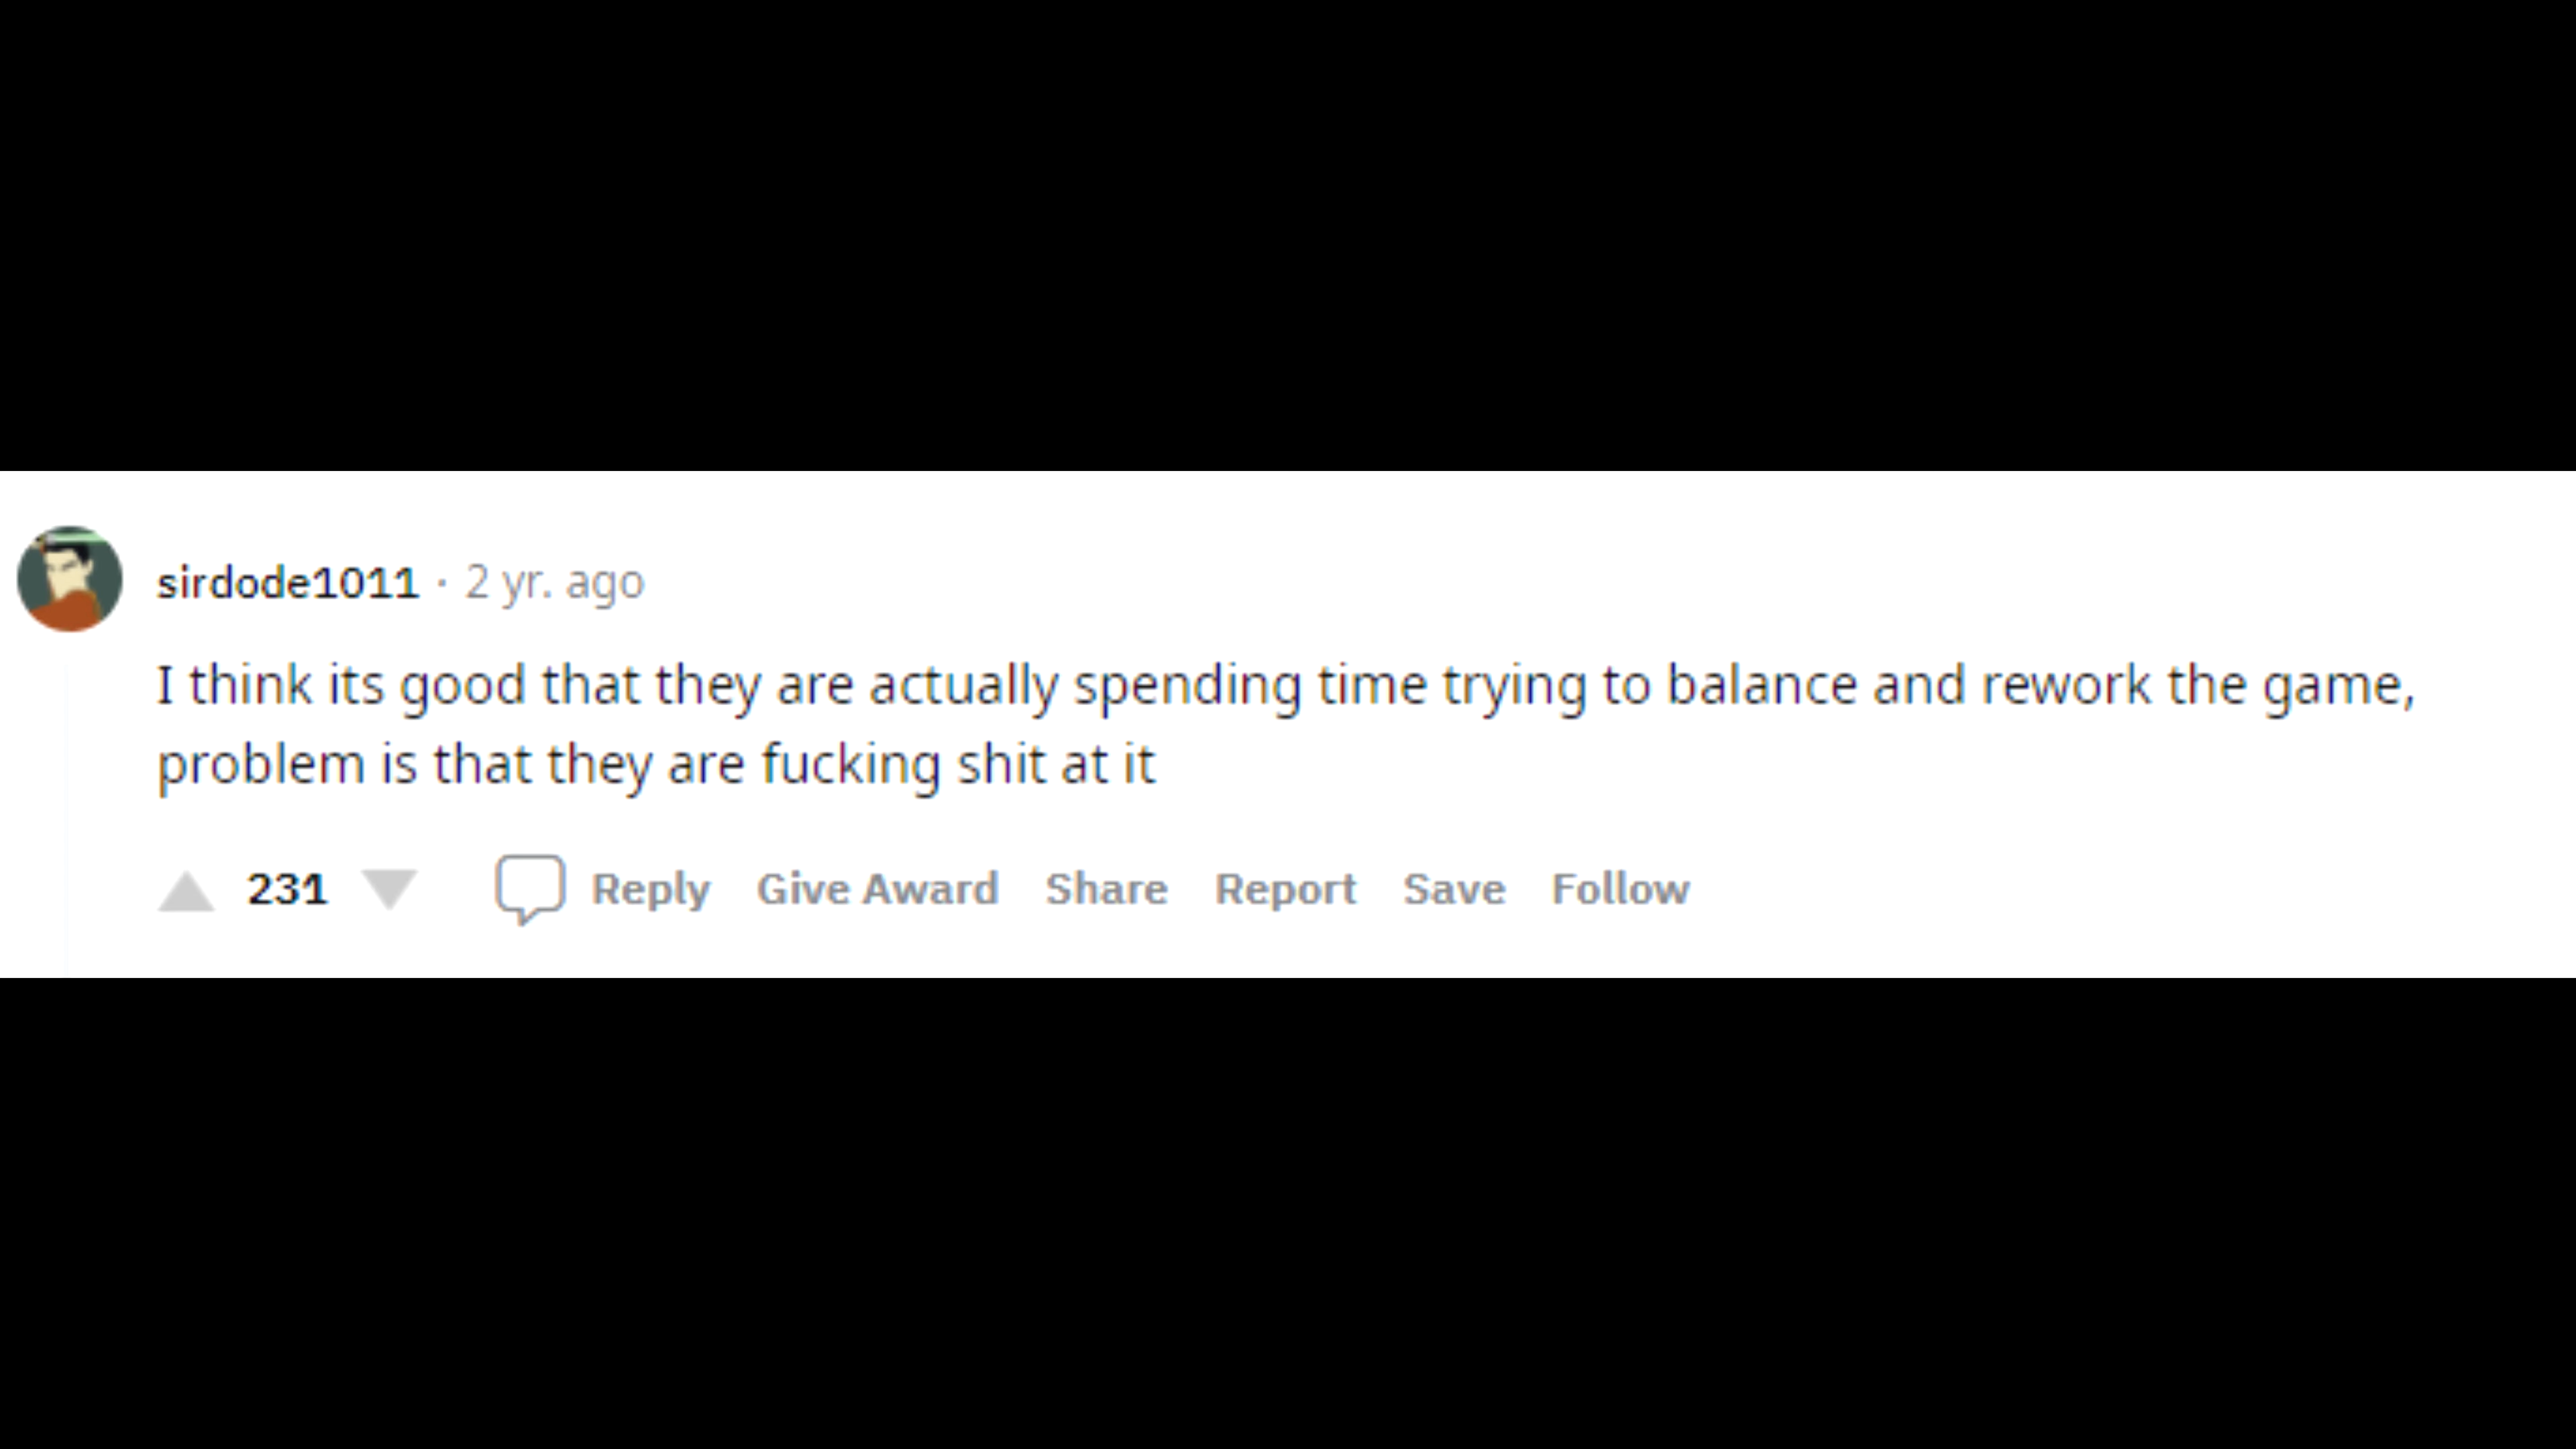 sirdode1011 · 2 yr. ago
I think its good that they are actually spending time trying to balance and rework the game,
problem is that they are fucking shit at it
231 Reply Give Award Share Report Save Follow